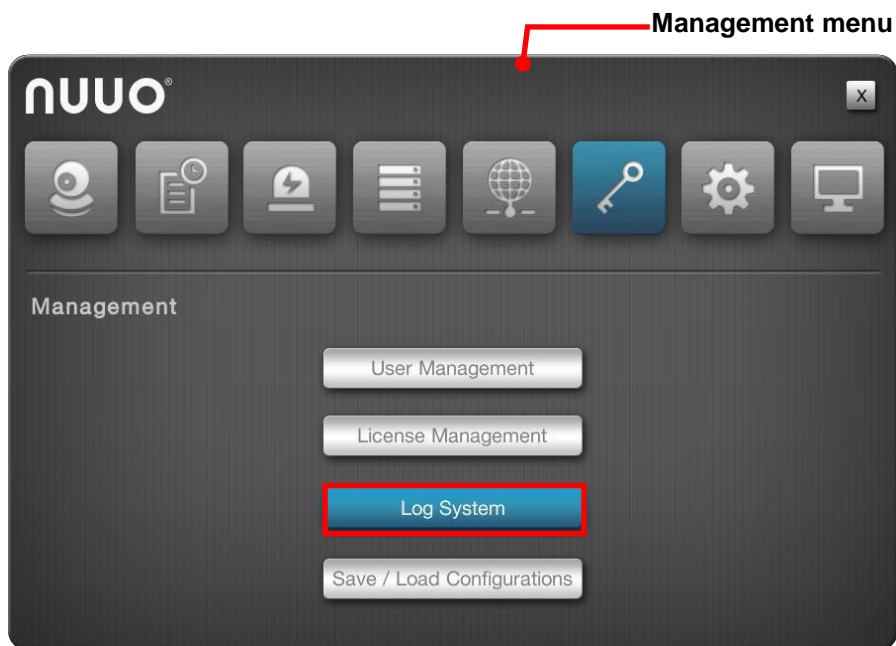 Management menu
nuuo®
X
Management
User Management
License Management
Log System
Save / Load Configurations